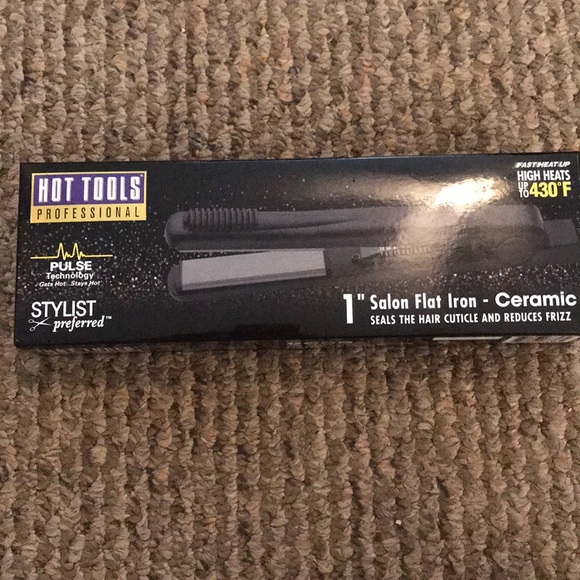 HOT TOOLS
PROFESSIONAL
PULSE
Technology
Gets Hot...Stays Hot
STYLIST
preferred™
FAST HEAT UP
HIGH HEATS
UP TO 430°F
1" Salon Flat Iron - Ceramic
SEALS THE HAIR CUTICLE AND REDUCES FRIZZ